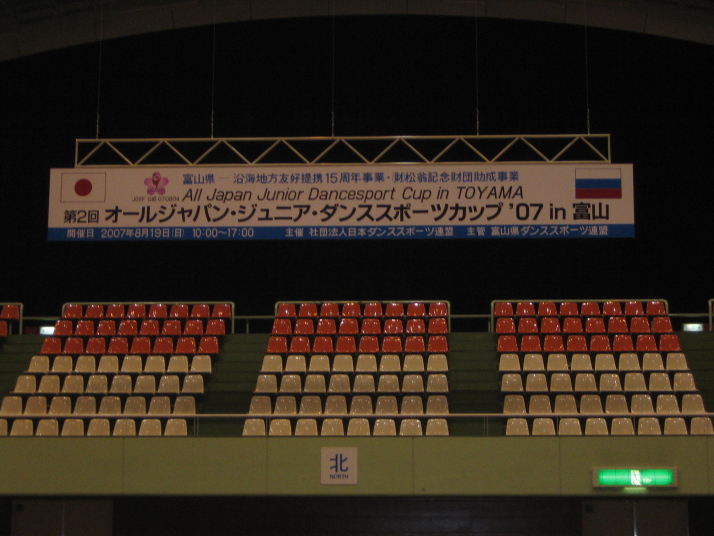 富山県－沿海地方友好提携15周年事業・財松翁記念財団助成事業
All Japan Junior Dancesport Cup in TOYAMA
第2回 オールジャパン・ジュニア・ダンススポーツカップ '07 in 富山
開催日 2007年8月19日(日) 10:00～17:00 主催 社団法人日本ダンススポーツ連盟 主管 富山県ダンススポーツ連盟
北
NORTH